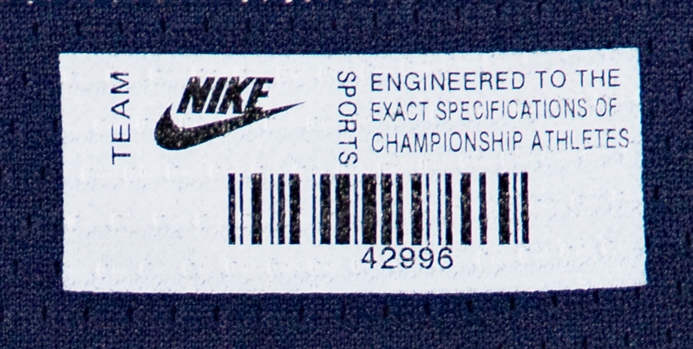 TEAM
NIKE
SPORTS
ENGINEERED TO THE
EXACT SPECIFICATIONS OF
CHAMPIONSHIP ATHLETES
42996